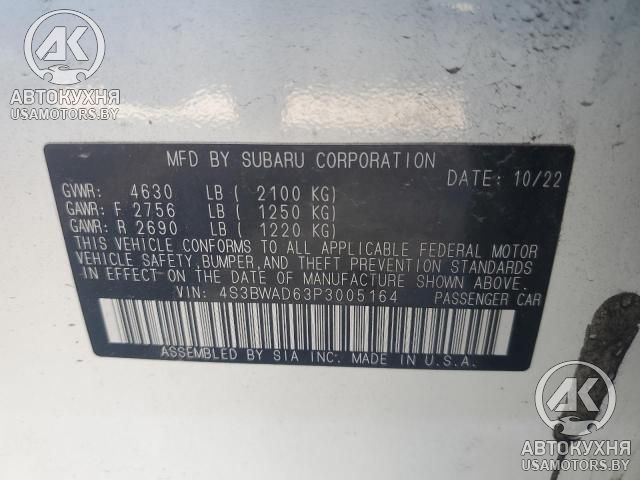 АК
АВТОКУХНЯ
USAMOTORS.BY
MFD BY SUBARU CORPORATION
DATE: 10/22
GVWR: 4630 LB ( 2100 KG)
GAWR: F 2756 LB ( 1250 KG)
GAWR: R 2690 LB ( 1220 KG)
THIS VEHICLE CONFORMS TO ALL APPLICABLE FEDERAL MOTOR
VEHICLE SAFETY, BUMPER, AND THEFT PREVENTION STANDARDS
IN EFFECT ON THE DATE OF MANUFACTURE SHOWN ABOVE.
VIN: 4S3BWAD63P3005164 PASSENGER CAR
ASSEMBLED BY SIA INC. MADE IN U.S.A.
АК
АВТОКУХНЯ
USAMOTORS.BY